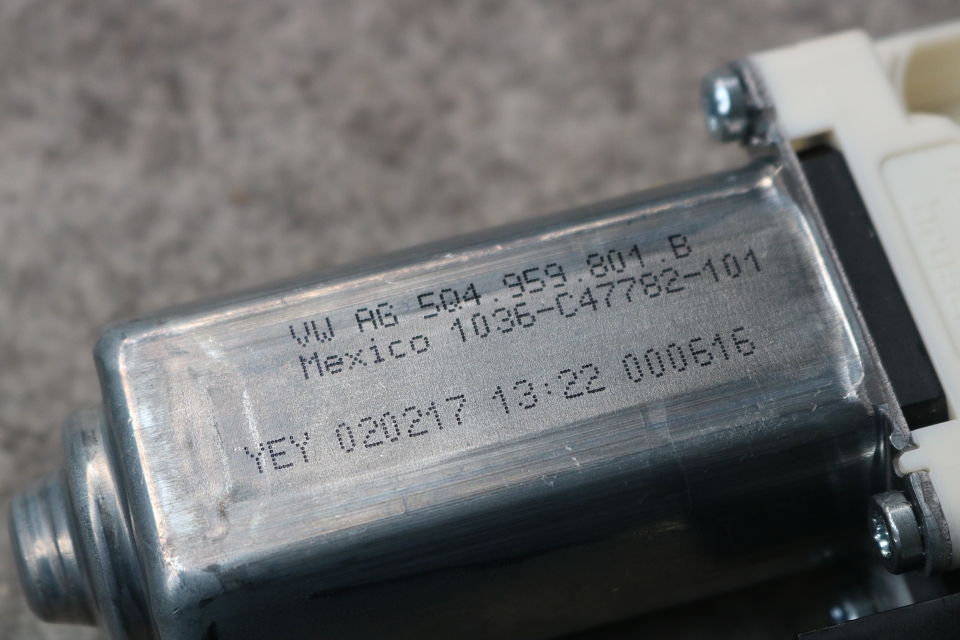 VW AG 5Q4.959.801.B
Mexico 1036-C47782-101
YEY 020217 13:22 000616